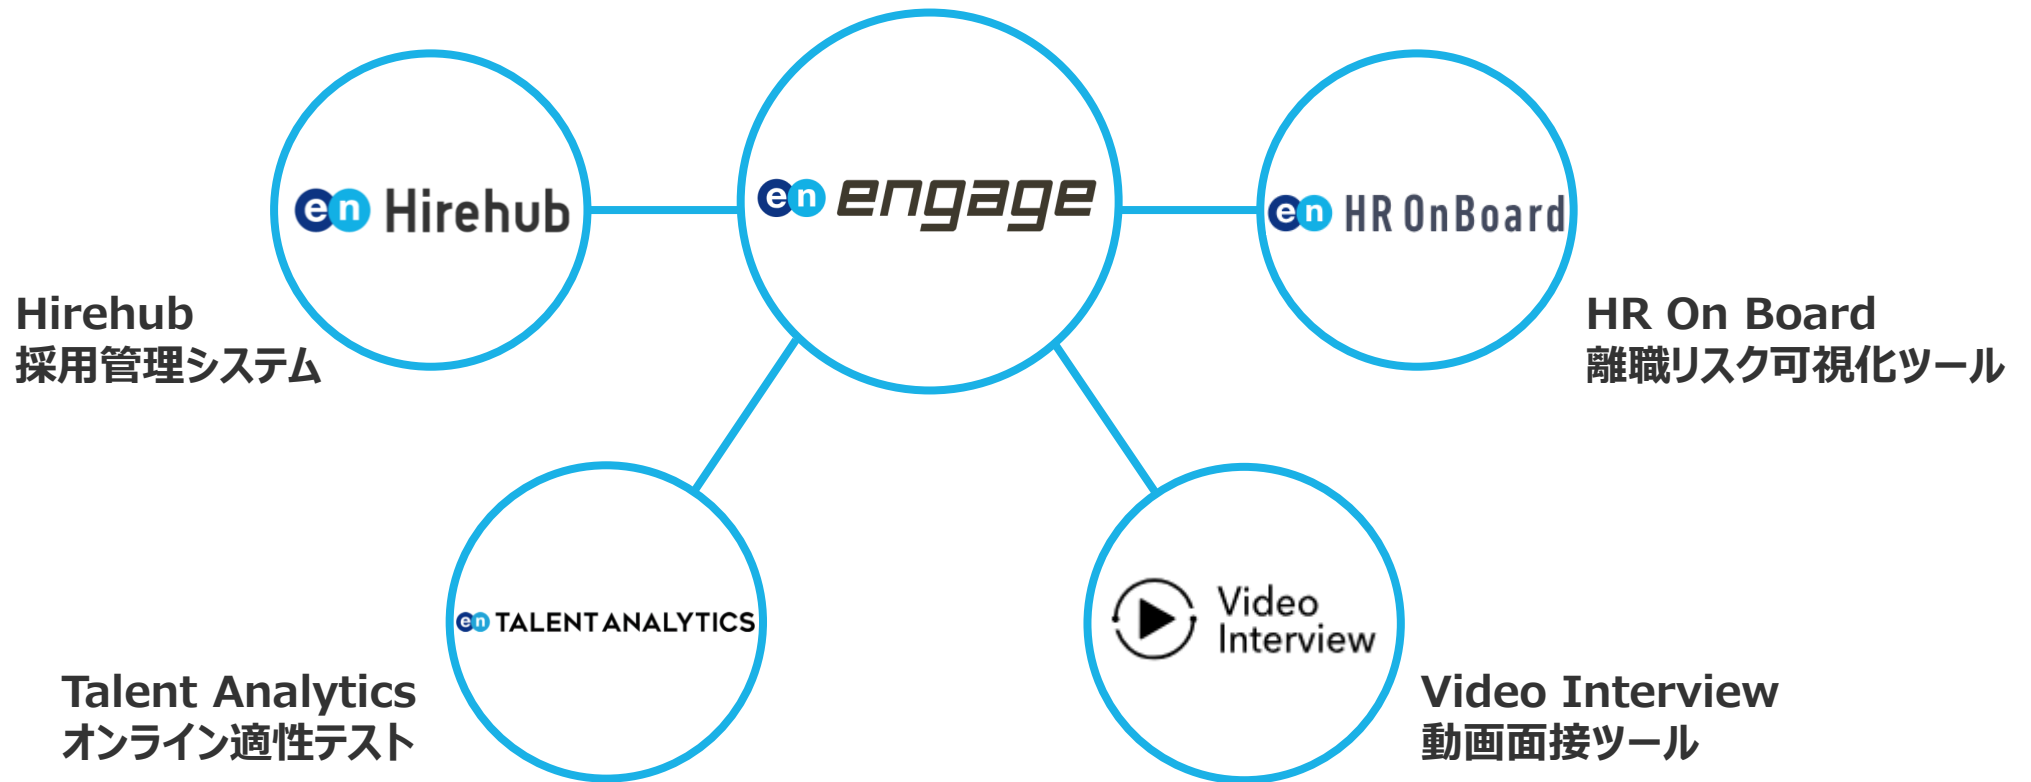 en Hirehub
en engage
en HR OnBoard
Hirehub
採用管理システム
HR On Board
離職リスク可視化ツール
en TALENT ANALYTICS
Video
Interview
Talent Analytics
オンライン適性テスト
Video Interview
動画面接ツール